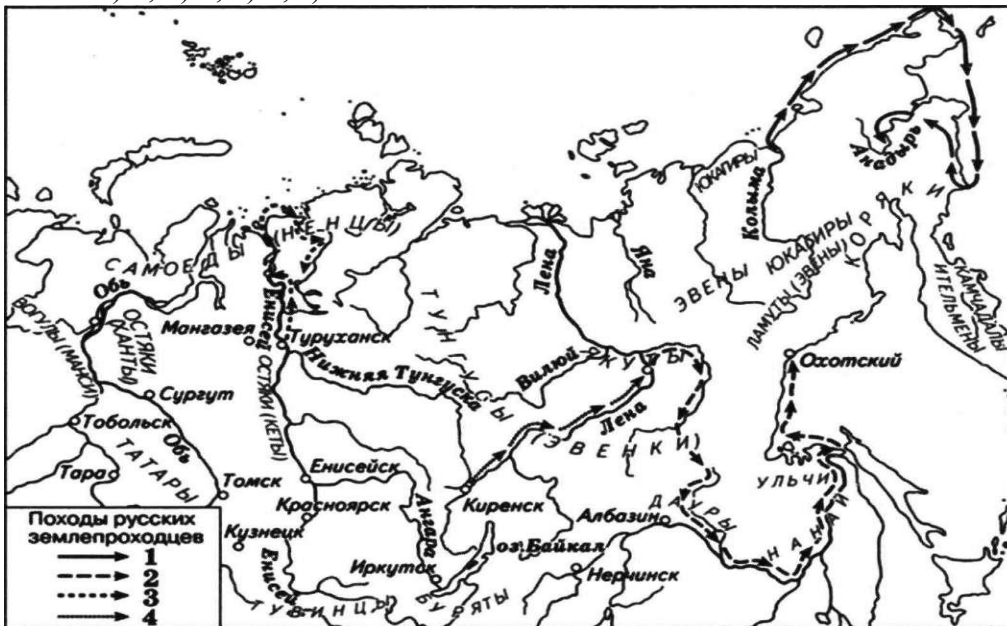 ЮКАГИРЫ
Колыма
Анадырь
КОРЯКИ
(НЕНЦЫ)
САМОЕДЫ
Обь
Енисей
Лена
Яна
ЭВЕНЫ ЮКАГИРЫ
ЛАМУТЫ (ЭВЕНЫ)
КАМЧАДАЛЫ
ИТЕЛЬМЕНЫ
ВОГУЛЫ (МАНСИ)
ОСТЯКИ
(ХАНТЫ)
Мангазея
Туруханск
ОСТЯКИ (КЕТЫ)
ТУНГУСЫ
Нижняя Тунгуска
Вилюй
ЯКУТЫ
Охотский
Сургут
Лена
(ЭВЕНКИ)
Тобольск
Обь
ТАТАРЫ
Тара
Томск
Енисейск
Красноярск
Ангара
Киренск
УЛЬЧИ
ДАУРЫ
НАНАЙ
Албазин
Кузнецк
Енисей
Иркутск
оз. Байкал
Нерчинск
ТУВИНЦЫ
БУРЯТЫ
Походы русских
землепроходцев
1
2
3
4